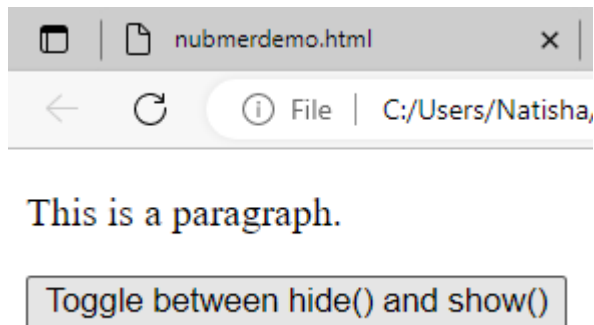 nubmerdemo.html
File | C:/Users/Natisha/
This is a paragraph.
Toggle between hide() and show()